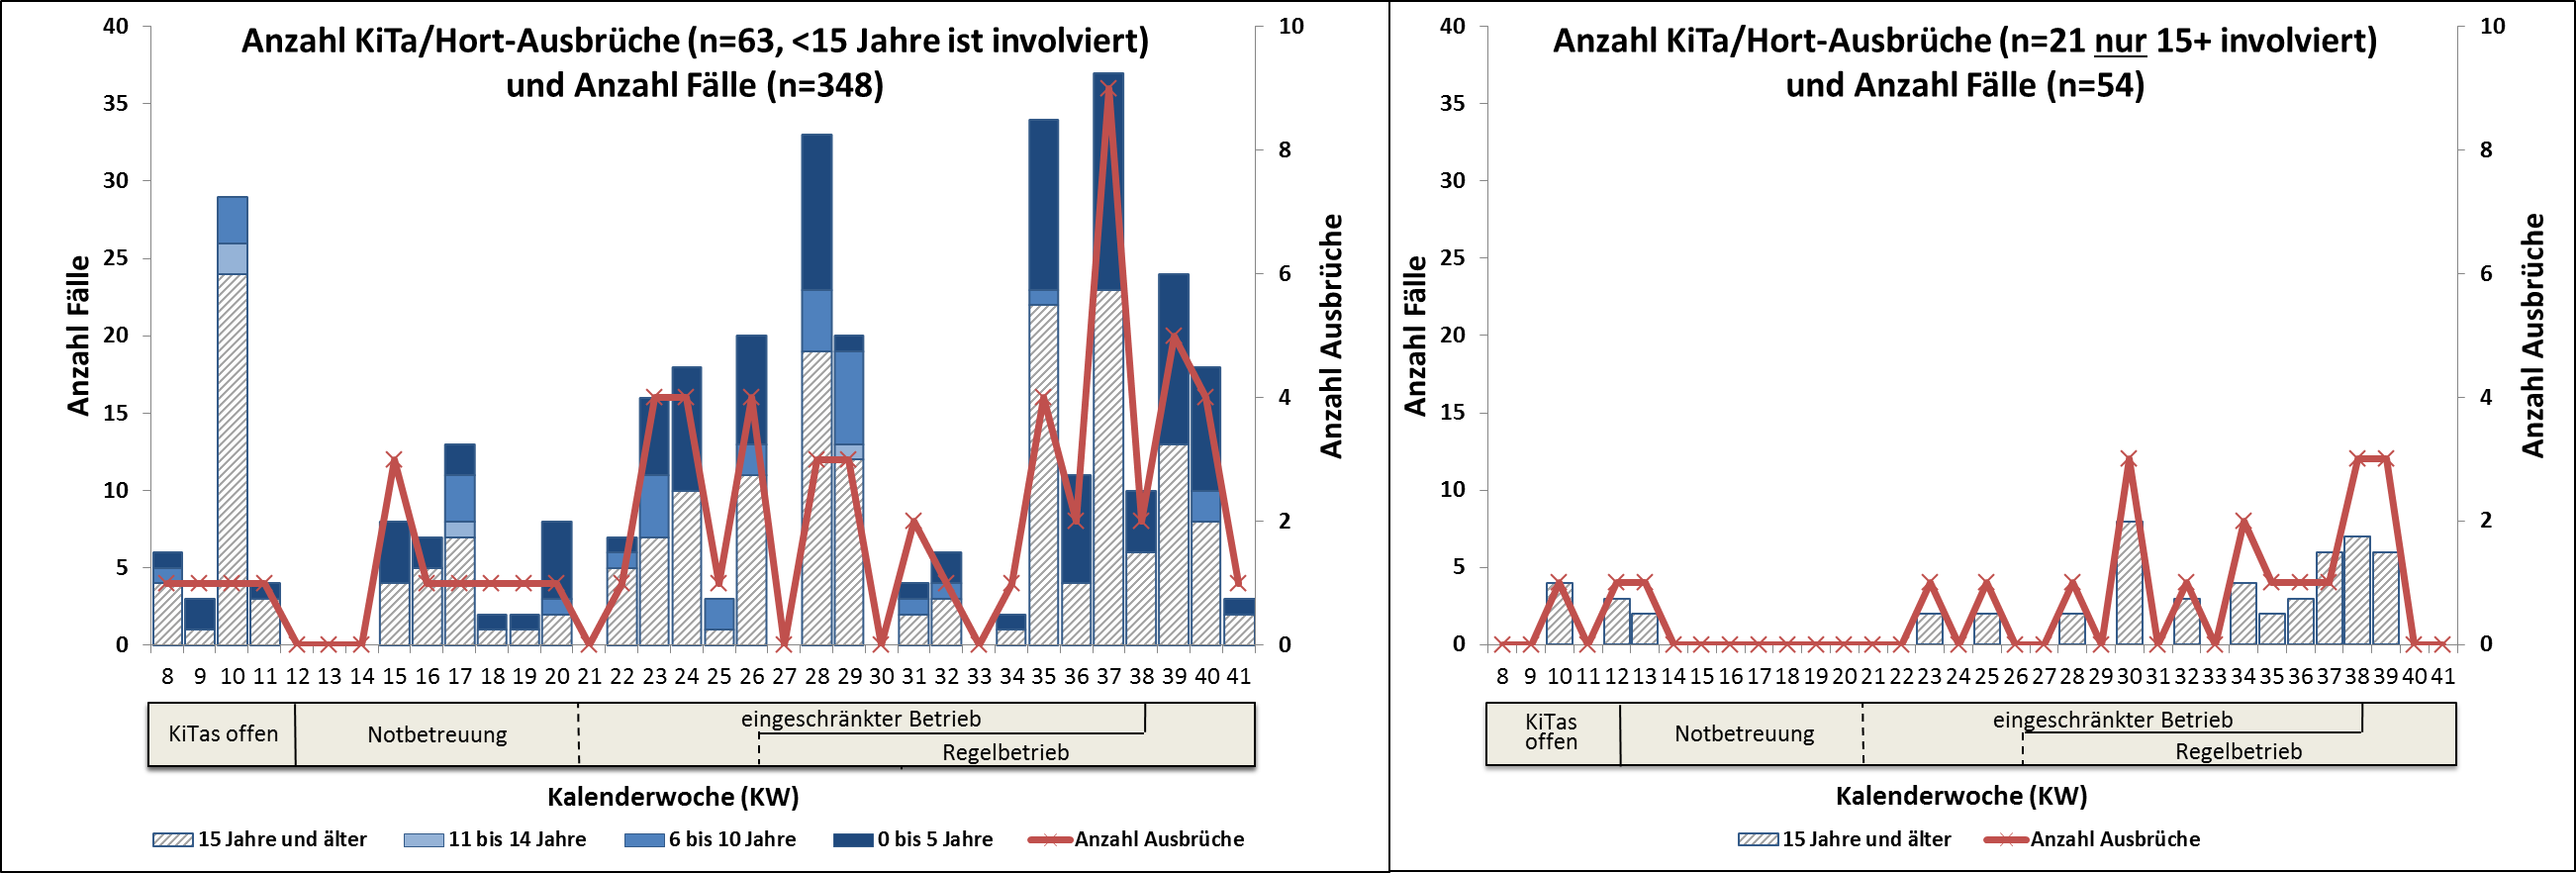 Anzahl KiTa/Hort-Ausbrüche (n=63, <15 Jahre ist involviert)
und Anzahl Fälle (n=348)
Anzahl Fälle
40
35
30
25
20
15
10
5
0
10
8
6
4
2
0
Anzahl Ausbrüche
8 9 10 11 12 13 14 15 16 17 18 19 20 21 22 23 24 25 26 27 28 29 30 31 32 33 34 35 36 37 38 39 40 41
KiTas offen
Notbetreuung
eingeschränkter Betrieb
Regelbetrieb
Kalenderwoche (KW)
15 Jahre und älter 11 bis 14 Jahre 6 bis 10 Jahre 0 bis 5 Jahre Anzahl Ausbrüche
Anzahl KiTa/Hort-Ausbrüche (n=21 nur 15+ involviert)
und Anzahl Fälle (n=54)
Anzahl Fälle
40
35
30
25
20
15
10
5
0
10
8
6
4
2
0
Anzahl Ausbrüche
8 9 10 11 12 13 14 15 16 17 18 19 20 21 22 23 24 25 26 27 28 29 30 31 32 33 34 35 36 37 38 39 40 41
KiTas
offen
Notbetreuung
eingeschränkter Betrieb
Regelbetrieb
Kalenderwoche (KW)
15 Jahre und älter Anzahl Ausbrüche